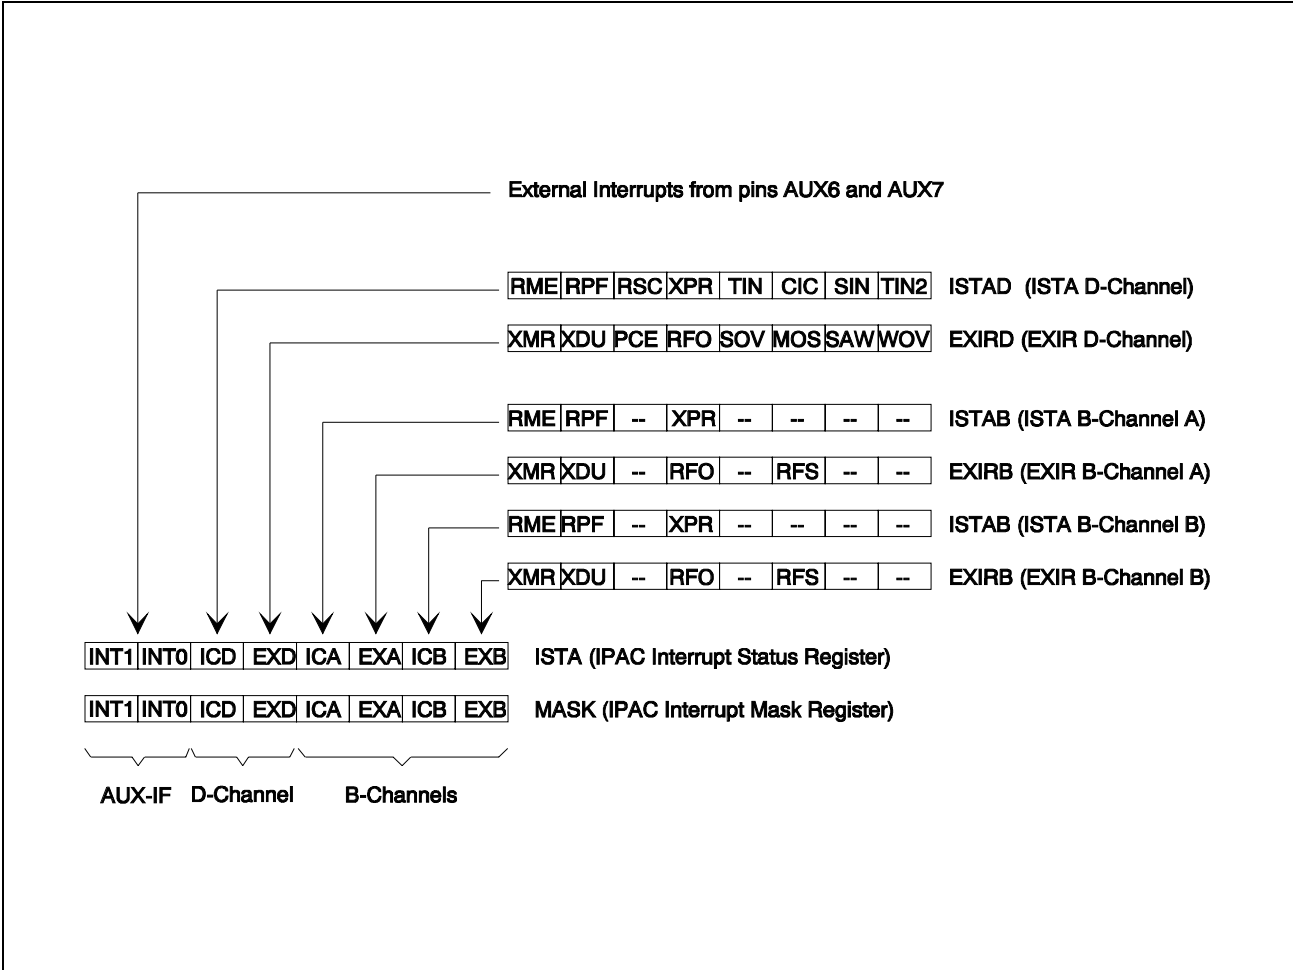 External Interrupts from pins AUX6 and AUX7
RME RPF RSC XPR TIN CIC SIN TIN2 ISTAD (ISTA D-Channel)
XMR XDU PCE RFO SOV MOS SAW WOV EXIRD (EXIR D-Channel)
RME RPF -- XPR -- -- -- -- ISTAB (ISTA B-Channel A)
XMR XDU -- RFO -- RFS -- -- EXIRB (EXIR B-Channel A)
RME RPF -- XPR -- -- -- -- ISTAB (ISTA B-Channel B)
XMR XDU -- RFO -- RFS -- -- EXIRB (EXIR B-Channel B)
INT1 INT0 ICD EXD ICA EXA ICB EXB ISTA (IPAC Interrupt Status Register)
INT1 INT0 ICD EXD ICA EXA ICB EXB MASK (IPAC Interrupt Mask Register)
AUX-IF D-Channel B-Channels